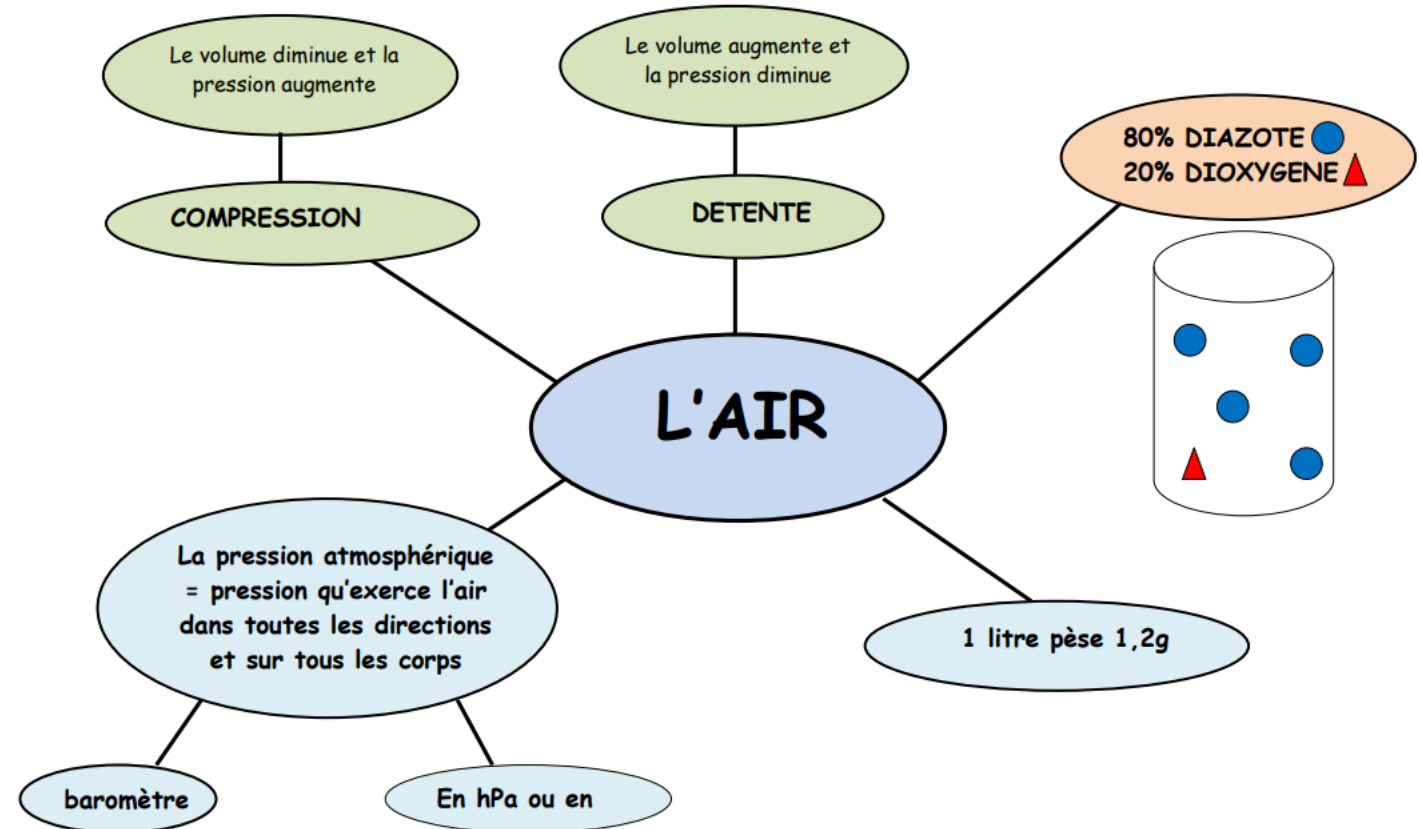 Le volume diminue et la
pression augmente
Le volume augmente et
la pression diminue
80% DIAZOTE
20% DIOXYGENE
COMPRESSION
DETENTE
L'AIR
La pression atmosphérique
= pression qu'exerce l'air
dans toutes les directions
et sur tous les corps
1 litre pèse 1,2g
baromètre
En hPa ou en